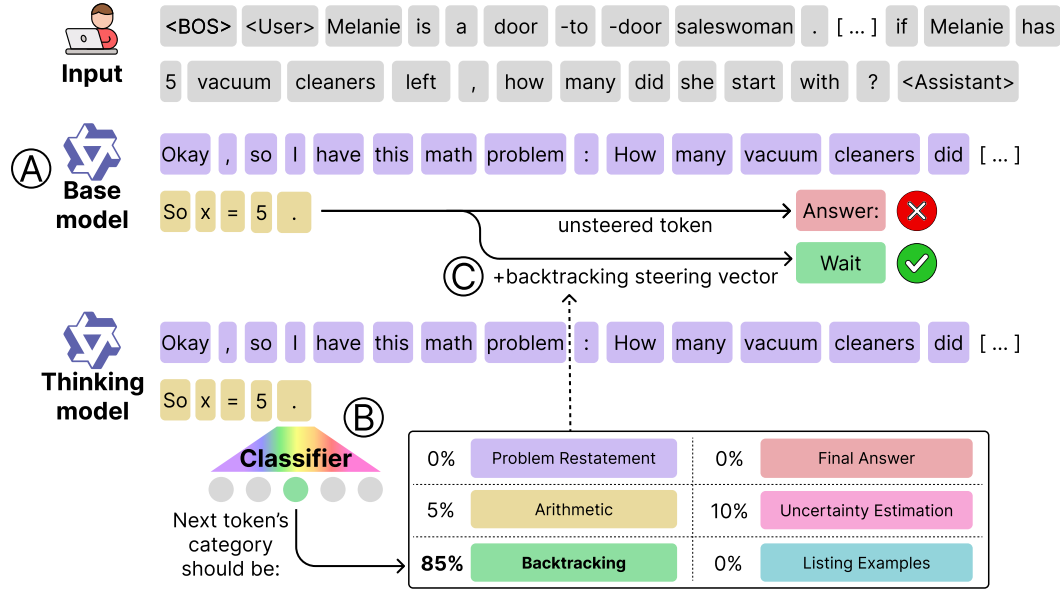 <BOS> <User> Melanie is a door -to -door saleswoman . [ ... ] if Melanie has
Input
5 vacuum cleaners left , how many did she start with ? <Assistant>
A
Okay , so I have this math problem : How many vacuum cleaners did [ ... ]
Base
model
So x = 5 .
Answer:
unsteered token
Wait
C
+backtracking steering vector
Okay , so I have this math problem : How many vacuum cleaners did [ ... ]
Thinking
model
So x = 5 .
B
Classifier
Next token's
category
should be:
0% Problem Restatement 0% Final Answer
5% Arithmetic 10% Uncertainty Estimation
85% Backtracking 0% Listing Examples